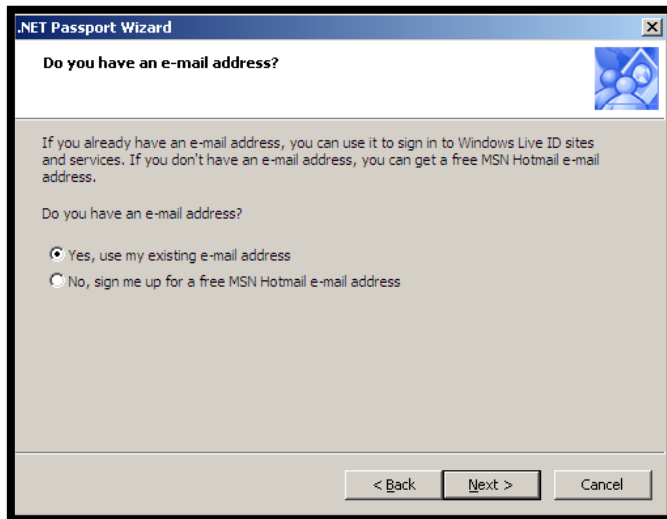 .NET Passport Wizard
Do you have an e-mail address?
If you already have an e-mail address, you can use it to sign in to Windows Live ID sites
and services. If you don't have an e-mail address, you can get a free MSN Hotmail e-mail
address.
Do you have an e-mail address?
Yes, use my existing e-mail address
No, sign me up for a free MSN Hotmail e-mail address
< Back Next > Cancel